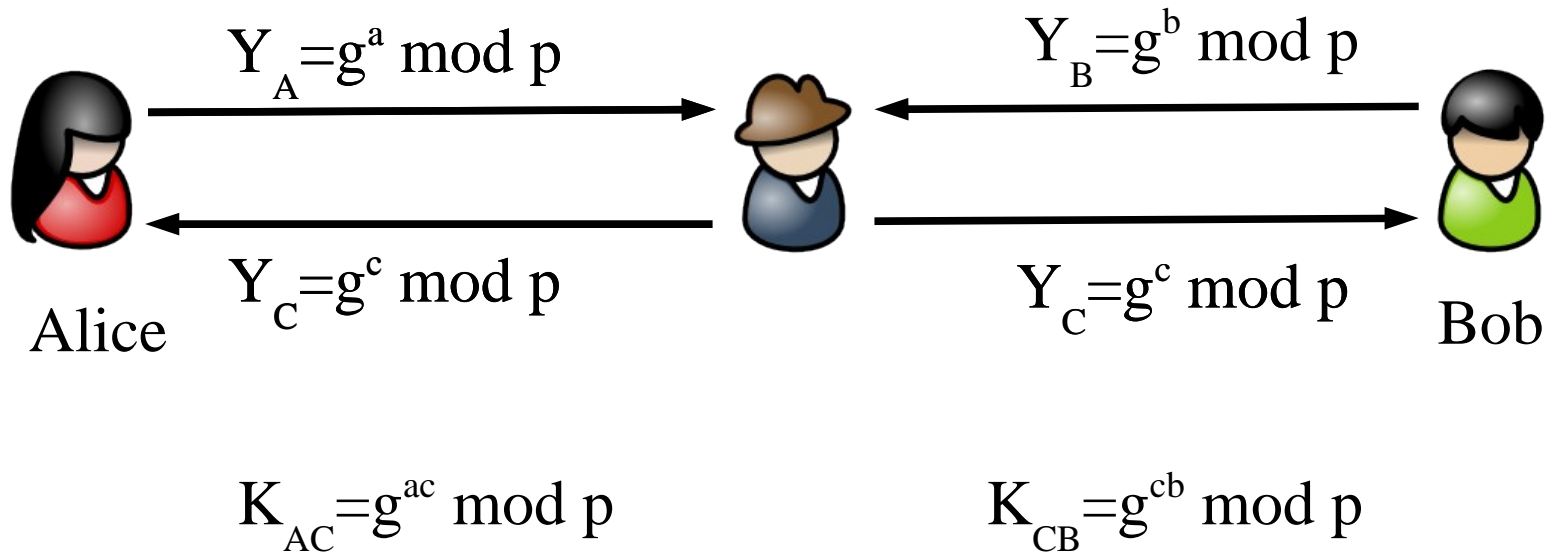 Y_A=g^a mod p
Y_B=g^b mod p
Y_C=g^c mod p
Y_C=g^c mod p
Alice
Bob
K_AC=g^ac mod p
K_CB=g^cb mod p